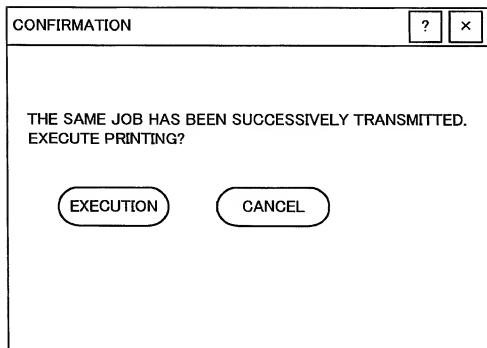 CONFIRMATION ? ×
THE SAME JOB HAS BEEN SUCCESSIVELY TRANSMITTED.
EXECUTE PRINTING?
EXECUTION CANCEL